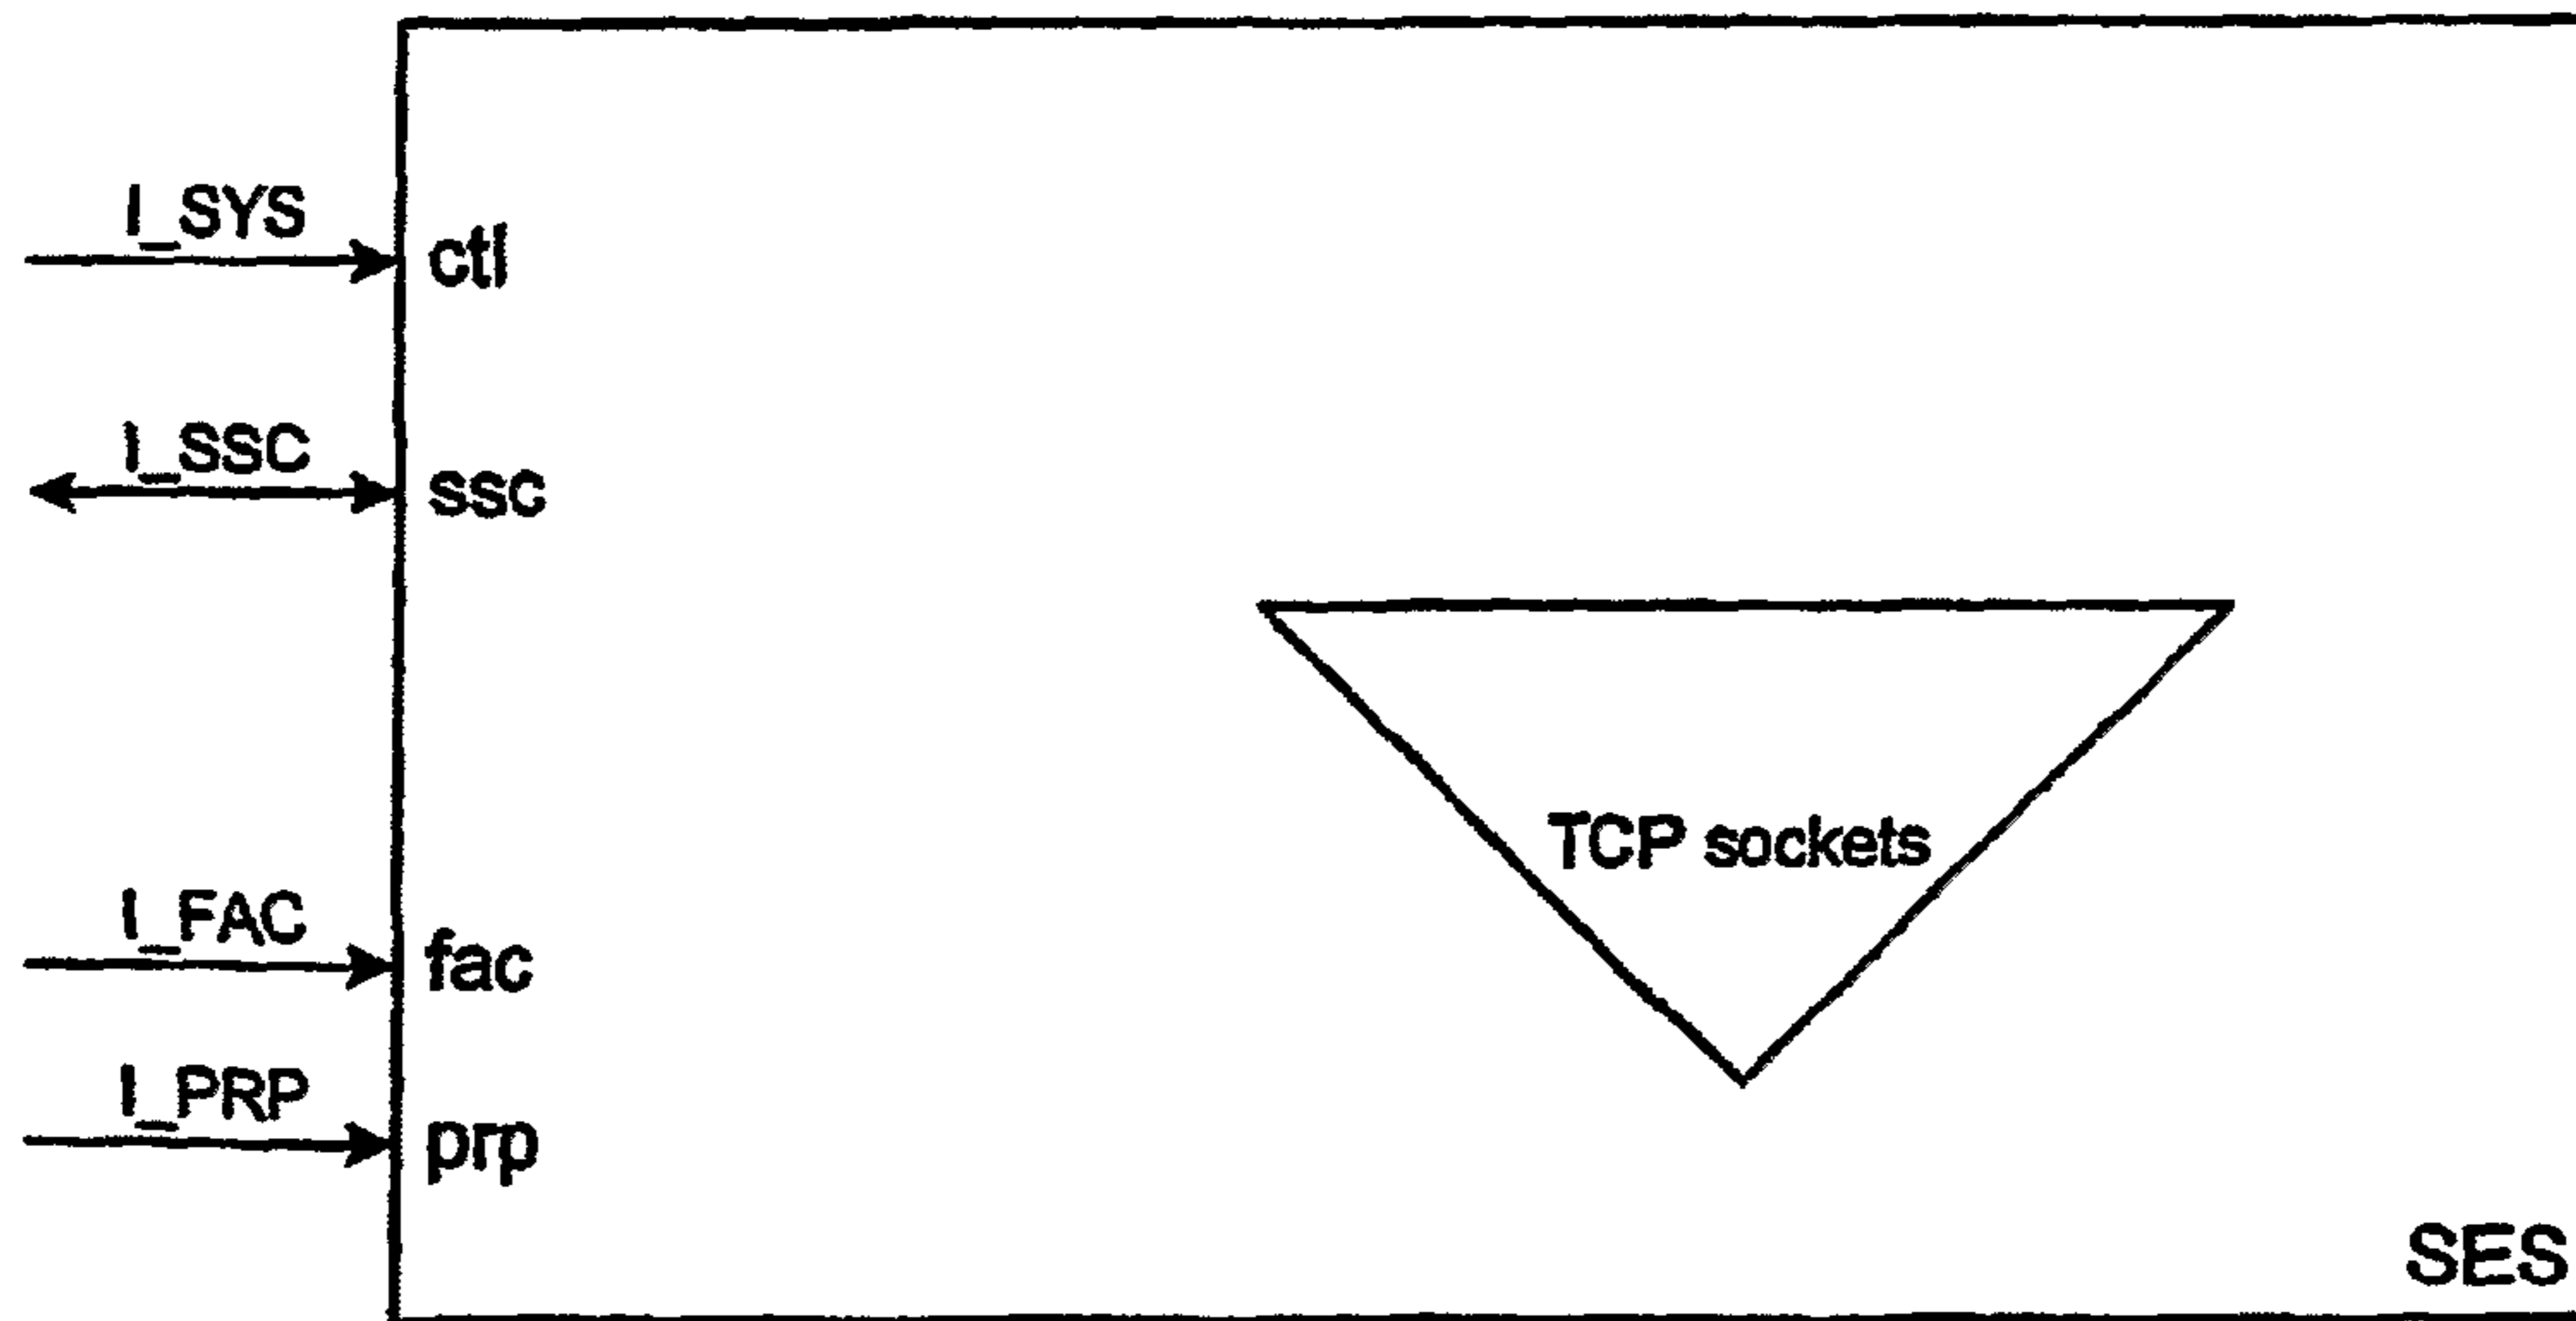 I_SYS
ctl
I_SSC
ssc
TCP sockets
I_FAC
fac
I_PRP
prp
SES